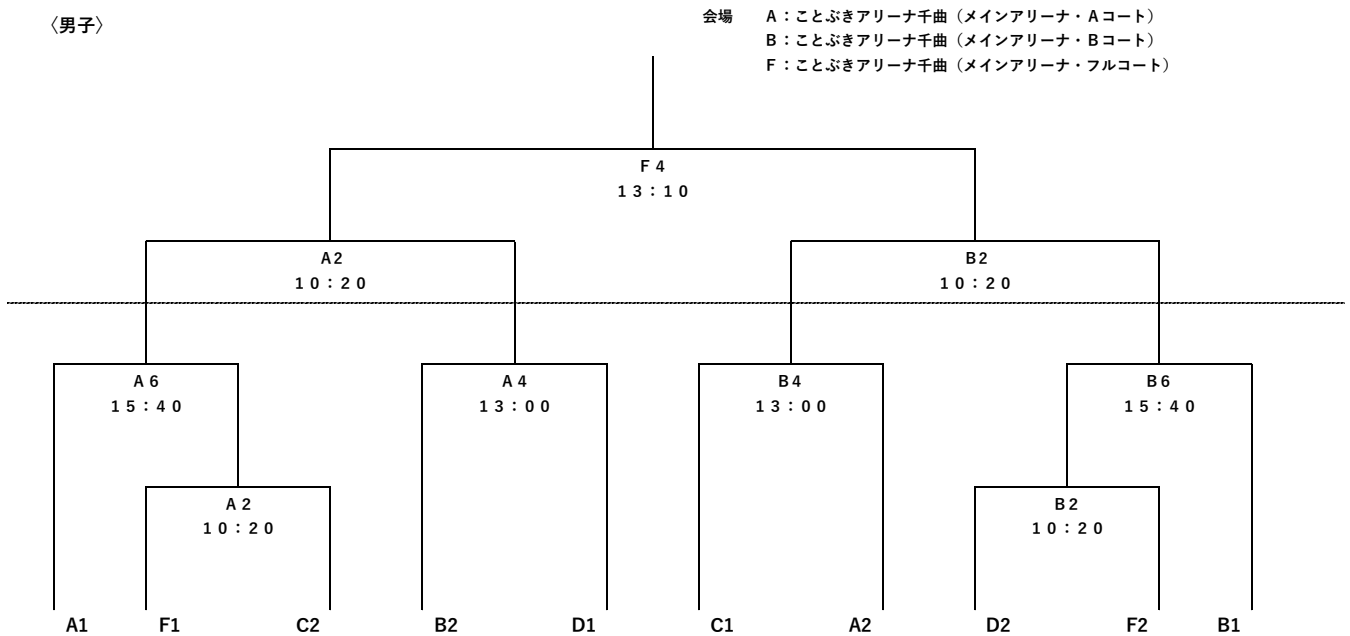 〈男子〉
会場　Ａ：ことぶきアリーナ千曲（メインアリーナ・Ａコート）
Ｂ：ことぶきアリーナ千曲（メインアリーナ・Ｂコート）
Ｆ：ことぶきアリーナ千曲（メインアリーナ・フルコート）
Ｆ４
１３：１０
Ａ２　Ｂ２
１０：２０　１０：２０
Ａ６　Ａ４　Ｂ４　Ｂ６
１５：４０　１３：００　１３：００　１５：４０
Ａ２　Ｂ２
１０：２０　１０：２０
A1　F1　C2　B2　D1　C1　A2　D2　F2　B1